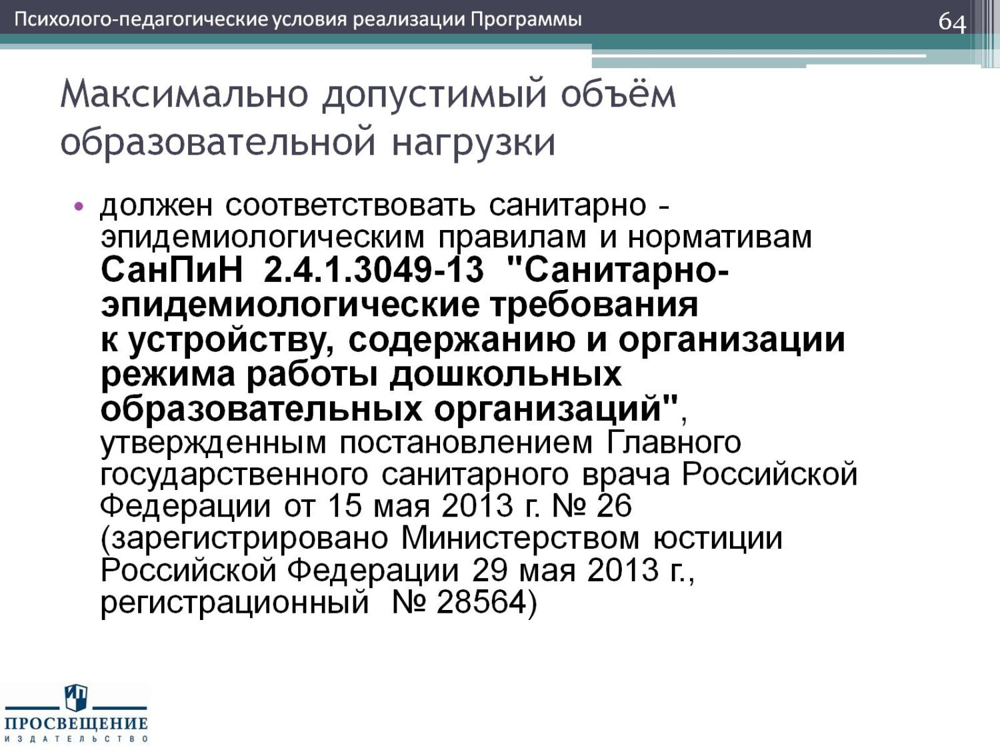 Психолого-педагогические условия реализации Программы
64
Максимально допустимый объём
образовательной нагрузки
• должен соответствовать санитарно -
эпидемиологическим правилам и нормативам
СанПиН 2.4.1.3049-13 "Санитарно-
эпидемиологические требования
к устройству, содержанию и организации
режима работы дошкольных
образовательных организаций",
утвержденным постановлением Главного
государственного санитарного врача Российской
Федерации от 15 мая 2013 г. № 26
(зарегистрировано Министерством юстиции
Российской Федерации 29 мая 2013 г.,
регистрационный № 28564)
ИП
ПРОСВЕЩЕНИЕ
ИЗДАТЕЛЬСТВО